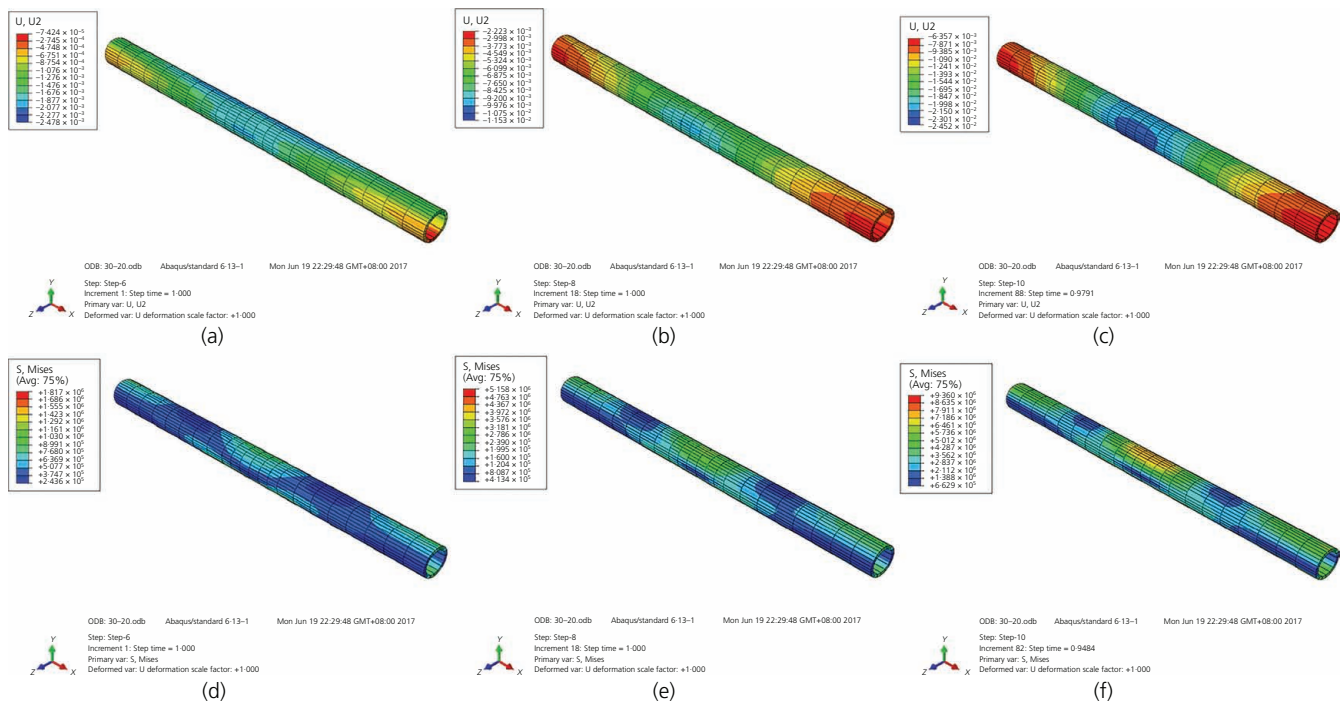 U, U2
−7·424 × 10⁻⁵
−2·745 × 10⁻⁴
−4·748 × 10⁻⁴
−6·751 × 10⁻⁴
−8·754 × 10⁻⁴
−1·076 × 10⁻³
−1·276 × 10⁻³
−1·476 × 10⁻³
−1·676 × 10⁻³
−1·877 × 10⁻³
−2·077 × 10⁻³
−2·277 × 10⁻³
−2·478 × 10⁻³
ODB: 30–20.odb Abaqus/standard 6·13–1 Mon Jun 19 22:29:48 GMT+08:00 2017
Step: Step-6
Increment 1: Step time = 1·000
Primary var: U, U2
Deformed var: U deformation scale factor: +1·000
Y
Z
X
(a)
U, U2
−2·223 × 10⁻³
−2·998 × 10⁻³
−3·773 × 10⁻³
−4·549 × 10⁻³
−5·324 × 10⁻³
−6·099 × 10⁻³
−6·875 × 10⁻³
−7·650 × 10⁻³
−8·425 × 10⁻³
−9·200 × 10⁻³
−9·976 × 10⁻³
−1·075 × 10⁻²
−1·153 × 10⁻²
ODB: 30–20.odb Abaqus/standard 6·13–1 Mon Jun 19 22:29:48 GMT+08:00 2017
Step: Step-8
Increment 18: Step time = 1·000
Primary var: U, U2
Deformed var: U deformation scale factor: +1·000
Y
Z
X
(b)
U, U2
−6·357 × 10⁻³
−7·871 × 10⁻³
−9·385 × 10⁻³
−1·090 × 10⁻²
−1·241 × 10⁻²
−1·393 × 10⁻²
−1·544 × 10⁻²
−1·695 × 10⁻²
−1·847 × 10⁻²
−1·998 × 10⁻²
−2·150 × 10⁻²
−2·301 × 10⁻²
−2·452 × 10⁻²
ODB: 30–20.odb Abaqus/standard 6·13–1 Mon Jun 19 22:29:48 GMT+08:00 2017
Step: Step-10
Increment 88: Step time = 0·9791
Primary var: U, U2
Deformed var: U deformation scale factor: +1·000
Y
Z
X
(c)
S, Mises
(Avg: 75%)
+1·817 × 10⁶
+1·686 × 10⁶
+1·555 × 10⁶
+1·423 × 10⁶
+1·292 × 10⁶
+1·161 × 10⁶
+1·030 × 10⁶
+8·991 × 10⁵
+7·680 × 10⁵
+6·369 × 10⁵
+5·077 × 10⁵
+3·747 × 10⁵
+2·436 × 10⁵
ODB: 30–20.odb Abaqus/standard 6·13–1 Mon Jun 19 22:29:48 GMT+08:00 2017
Step: Step-6
Increment 1: Step time = 1·000
Primary var: S, Mises
Deformed var: U deformation scale factor: +1·000
Y
Z
X
(d)
S, Mises
(Avg: 75%)
+5·158 × 10⁶
+4·763 × 10⁶
+4·367 × 10⁶
+3·972 × 10⁶
+3·576 × 10⁶
+3·181 × 10⁶
+2·786 × 10⁶
+2·390 × 10⁶
+1·995 × 10⁶
+1·600 × 10⁶
+1·204 × 10⁶
+8·087 × 10⁵
+4·134 × 10⁵
ODB: 30–20.odb Abaqus/standard 6·13–1 Mon Jun 19 22:29:48 GMT+08:00 2017
Step: Step-8
Increment 18: Step time = 1·000
Primary var: S, Mises
Deformed var: U deformation scale factor: +1·000
Y
Z
X
(e)
S, Mises
(Avg: 75%)
+9·360 × 10⁶
+8·635 × 10⁶
+7·911 × 10⁶
+7·186 × 10⁶
+6·461 × 10⁶
+5·736 × 10⁶
+5·012 × 10⁶
+4·287 × 10⁶
+3·562 × 10⁶
+2·837 × 10⁶
+2·112 × 10⁶
+1·388 × 10⁶
+6·629 × 10⁵
ODB: 30–20.odb Abaqus/standard 6·13–1 Mon Jun 19 22:29:48 GMT+08:00 2017
Step: Step-10
Increment 82: Step time = 0·9484
Primary var: S, Mises
Deformed var: U deformation scale factor: +1·000
Y
Z
X
(f)